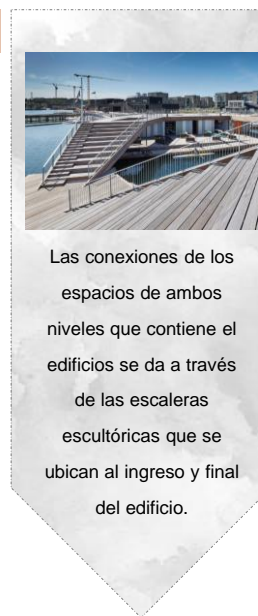 Las conexiones de los
espacios de ambos
niveles que contiene el
edificios se da a través
de las escaleras
escultóricas que se
ubican al ingreso y final
del edificio.